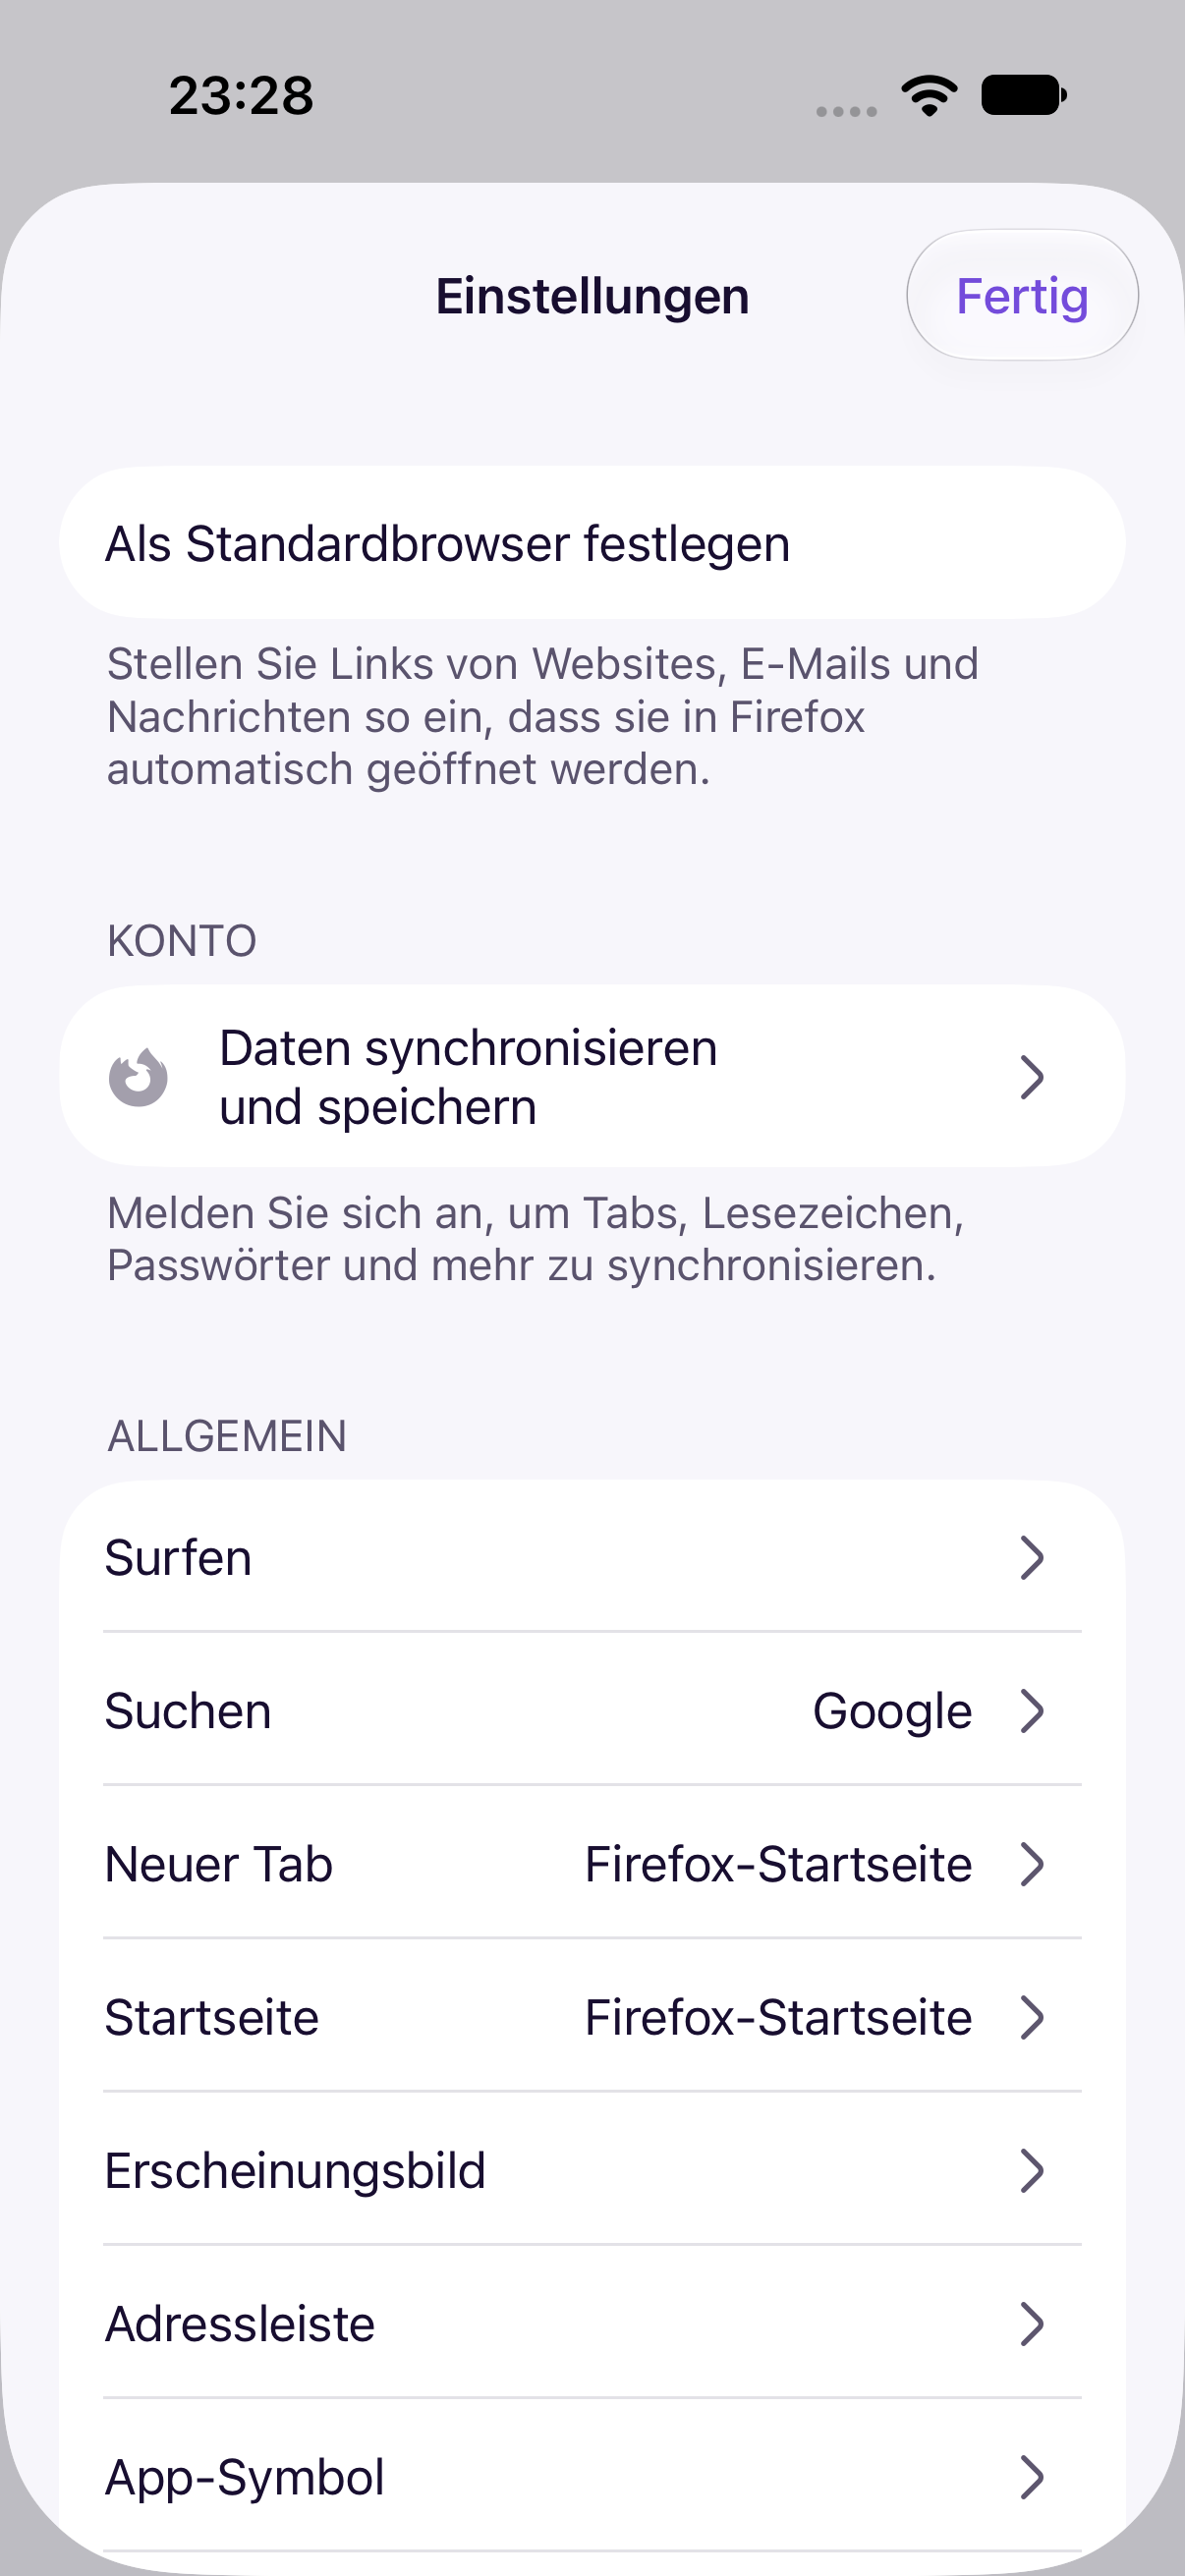 23:28
Einstellungen
Fertig
Als Standardbrowser festlegen
Stellen Sie Links von Websites, E-Mails und
Nachrichten so ein, dass sie in Firefox
automatisch geöffnet werden.
KONTO
Daten synchronisieren
und speichern
Melden Sie sich an, um Tabs, Lesezeichen,
Passwörter und mehr zu synchronisieren.
ALLGEMEIN
Surfen
Suchen Google
Neuer Tab Firefox-Startseite
Startseite Firefox-Startseite
Erscheinungsbild
Adressleiste
App-Symbol